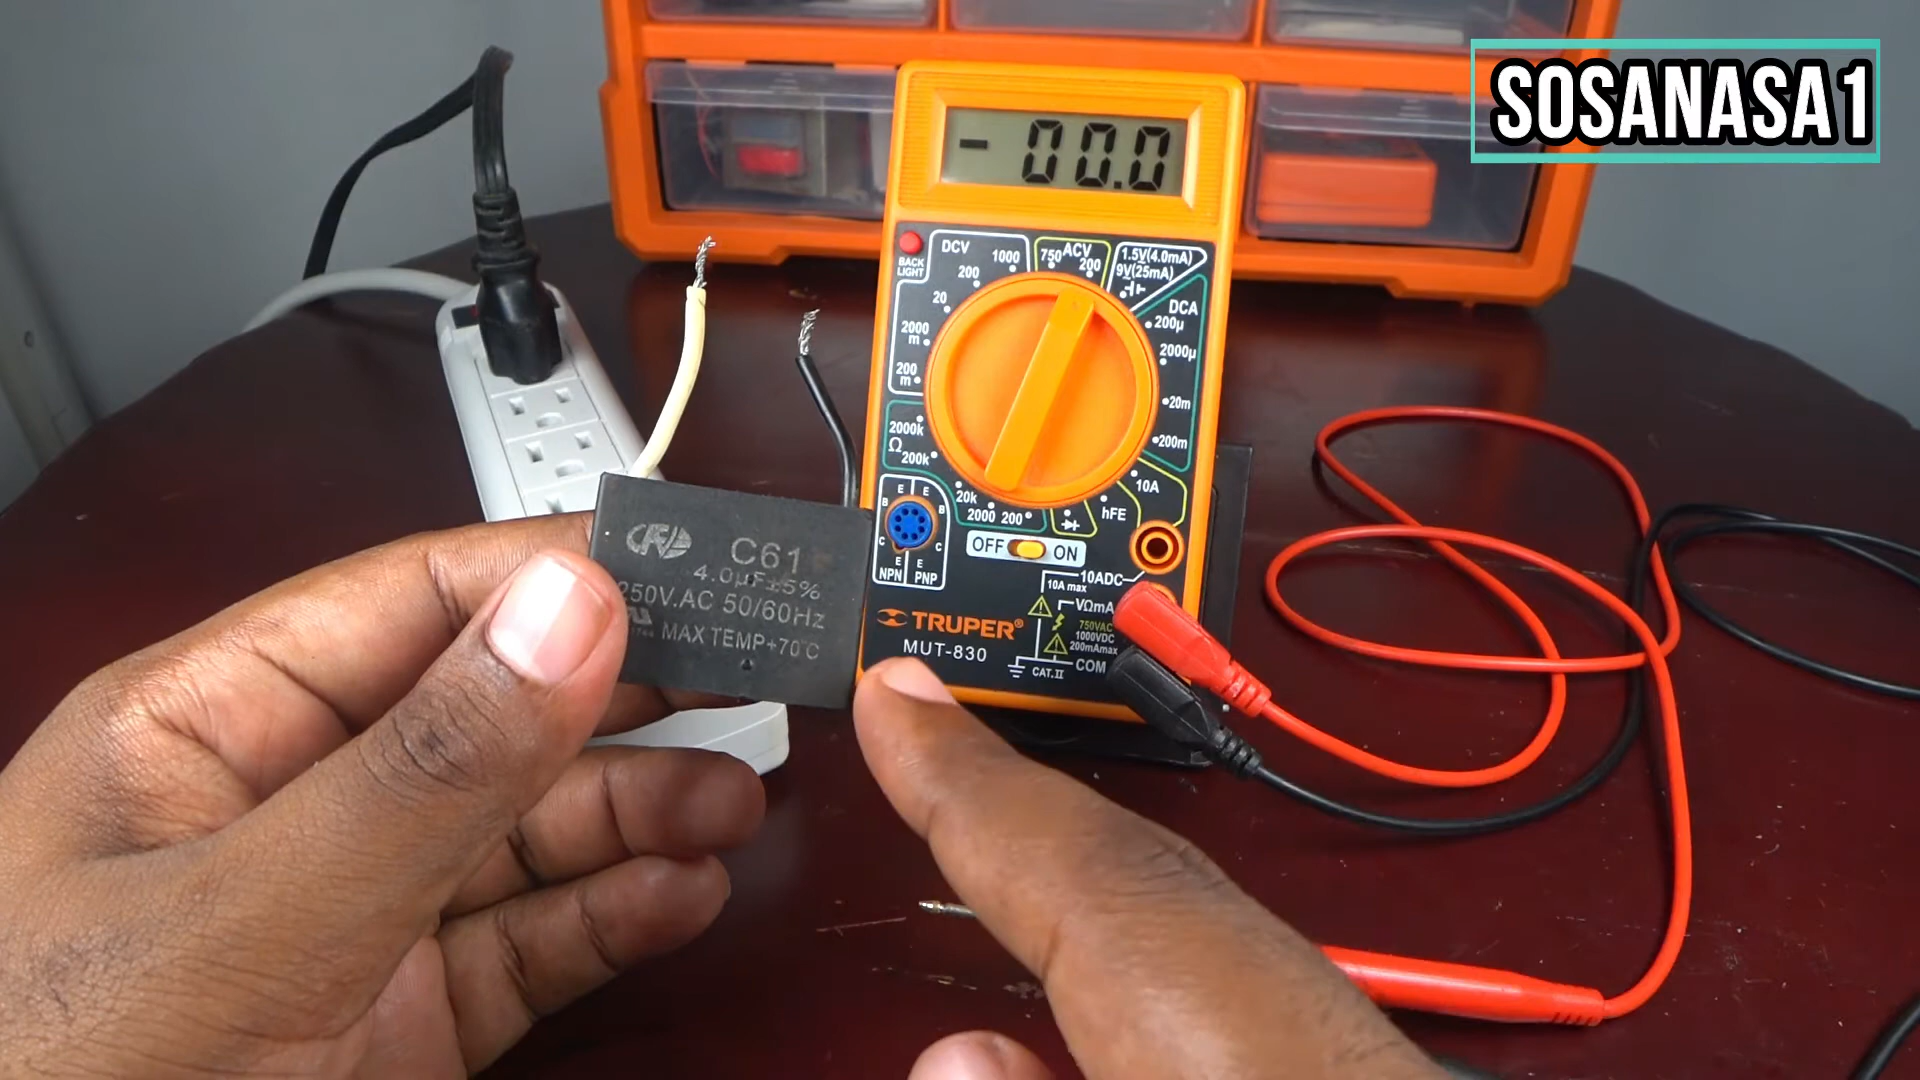 SOSANASA1
- 00.0
BACK
LIGHT
DCV
1000
200
20
2000
m
200
m
750
ACV
200
1.5V(4.0mA)
9V(25mA)
DCA
200µ
2000µ
20m
200m
10A
hFE
2000k
Ω
200k
20k
2000
200
E
E
B
B
C
C
E
E
NPN
PNP
OFF
ON
10ADC
10A max
VΩmA
750VAC
1000VDC
200mAmax
COM
CAT.II
TRUPER®
MUT-830
C61
4.0µF±5%
250V.AC 50/60Hz
MAX TEMP+70°C